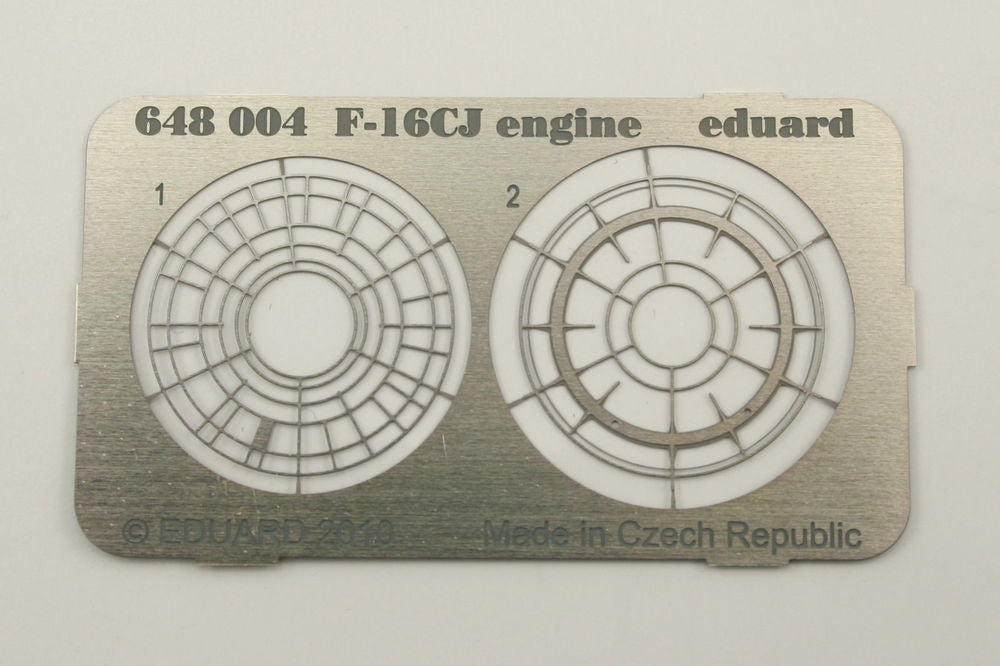 648 004 F-16CJ engine eduard
1 2
© EDUARD 2010 Made in Czech Republic